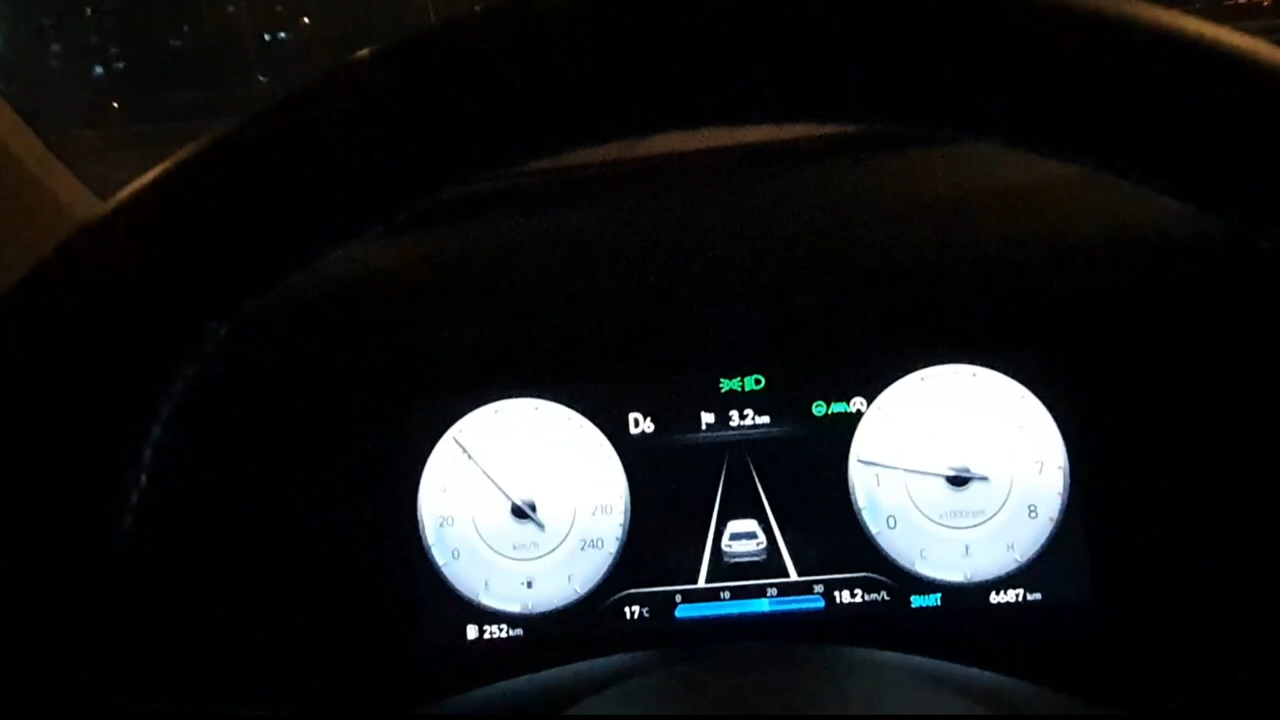 D6
3.2km
7
1
0
8
x1000rpm
C
H
20
0
km/h
210
240
E
F
0 10 20 30
17°C
18.2km/L
SMART
6687km
252km